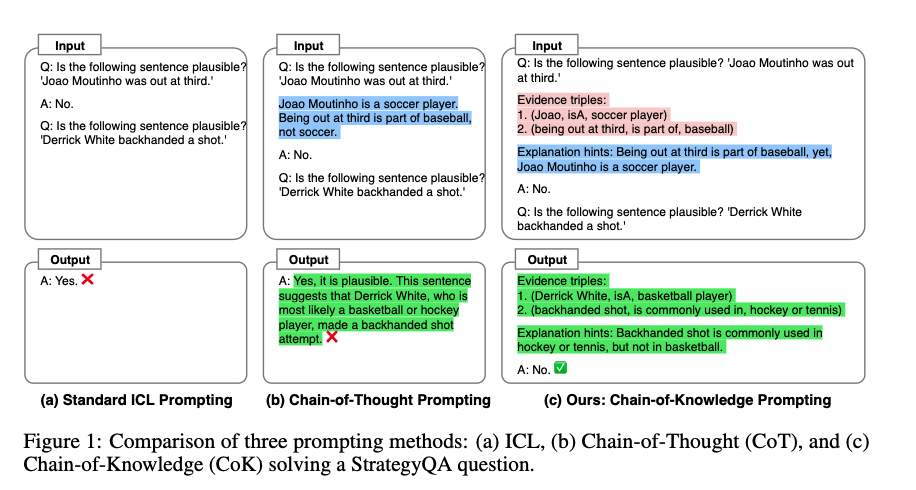 Input
Q: Is the following sentence plausible?
'Joao Moutinho was out at third.'
A: No.
Q: Is the following sentence plausible?
'Derrick White backhanded a shot.'
Output
A: Yes. ❌
(a) Standard ICL Prompting
Input
Q: Is the following sentence plausible?
'Joao Moutinho was out at third.'
Joao Moutinho is a soccer player.
Being out at third is part of baseball,
not soccer.
A: No.
Q: Is the following sentence plausible?
'Derrick White backhanded a shot.'
Output
A: Yes, it is plausible. This sentence
suggests that Derrick White, who is
most likely a basketball or hockey
player, made a backhanded shot
attempt. ❌
(b) Chain-of-Thought Prompting
Input
Q: Is the following sentence plausible? 'Joao Moutinho was out
at third.'
Evidence triples:
1. (Joao, isA, soccer player)
2. (being out at third, is part of, baseball)
Explanation hints: Being out at third is part of baseball, yet,
Joao Moutinho is a soccer player.
A: No.
Q: Is the following sentence plausible? 'Derrick White
backhanded a shot.'
Output
Evidence triples:
1. (Derrick White, isA, basketball player)
2. (backhanded shot, is commonly used in, hockey or tennis)
Explanation hints: Backhanded shot is commonly used in
hockey or tennis, but not in basketball.
A: No. ✅
(c) Ours: Chain-of-Knowledge Prompting
Figure 1: Comparison of three prompting methods: (a) ICL, (b) Chain-of-Thought (CoT), and (c)
Chain-of-Knowledge (CoK) solving a StrategyQA question.